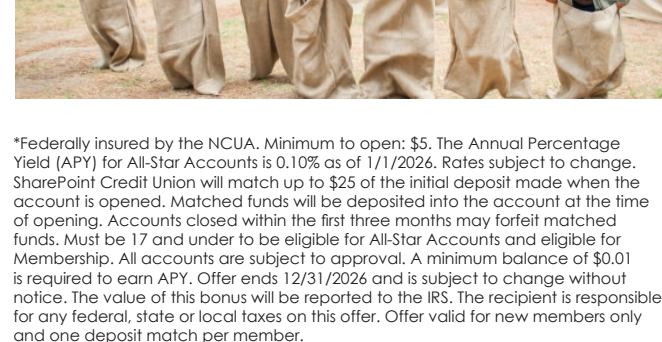 *Federally insured by the NCUA. Minimum to open: $5. The Annual Percentage
Yield (APY) for All-Star Accounts is 0.10% as of 1/1/2026. Rates subject to change.
SharePoint Credit Union will match up to $25 of the initial deposit made when the
account is opened. Matched funds will be deposited into the account at the time
of opening. Accounts closed within the first three months may forfeit matched
funds. Must be 17 and under to be eligible for All-Star Accounts and eligible for
Membership. All accounts are subject to approval. A minimum balance of $0.01
is required to earn APY. Offer ends 12/31/2026 and is subject to change without
notice. The value of this bonus will be reported to the IRS. The recipient is responsible
for any federal, state or local taxes on this offer. Offer valid for new members only
and one deposit match per member.